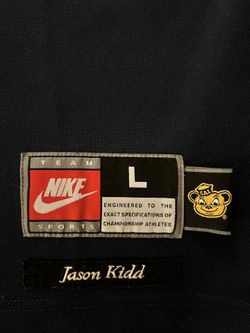 TEAM
NIKE
SPORTS
L
ENGINEERED TO THE
EXACT SPECIFICATIONS OF
CHAMPIONSHIP ATHLETES
CAL
Jason Kidd